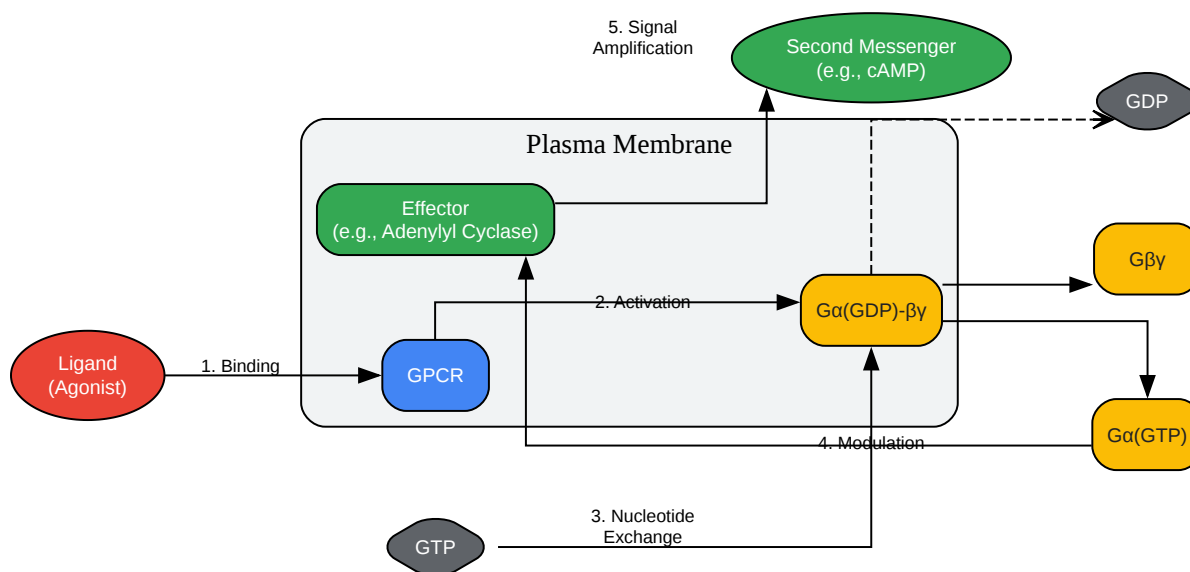 5. Signal
Amplification
Second Messenger
(e.g., cAMP)
GDP
Plasma Membrane
Effector
(e.g., Adenylyl Cyclase)
Gβγ
2. Activation
Gα(GDP)-βγ
Ligand
(Agonist)
1. Binding
GPCR
4. Modulation
Gα(GTP)
3. Nucleotide
Exchange
GTP